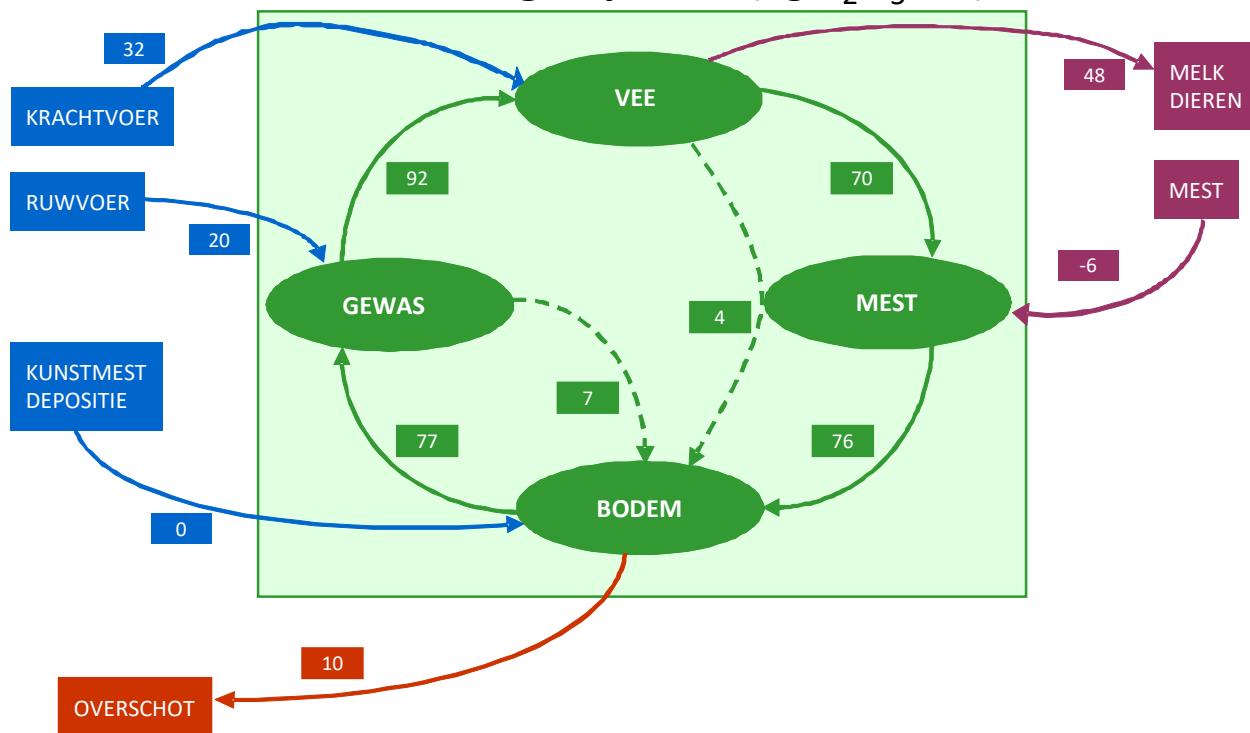 32
VEE
48
MELK
DIEREN
KRACHTVOER
92
70
MEST
RUWVOER
20
-6
GEWAS
MEST
4
KUNSTMEST
DEPOSITIE
7
77
76
BODEM
0
10
OVERSCHOT